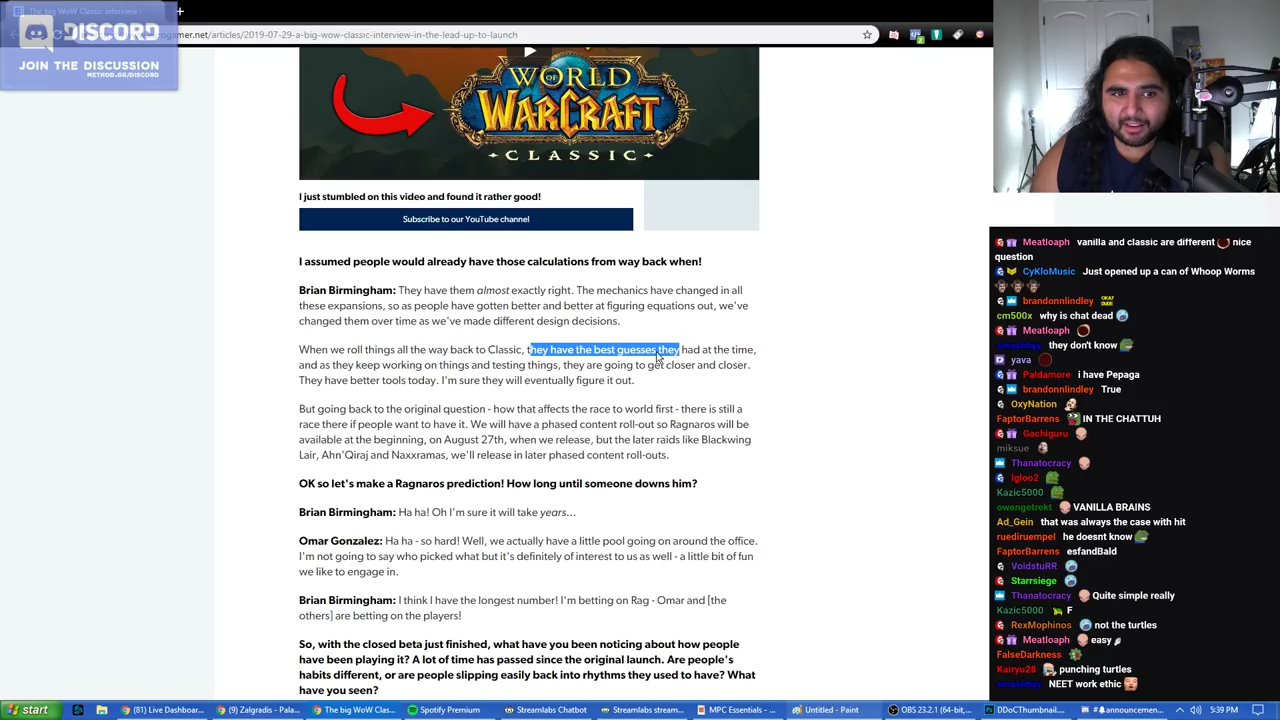 The big WoW Classic interview -
DISCORD
JOIN THE DISCUSSION
METHOD.GG/DISCORD
rogamer.net/articles/2019-07-29-a-big-wow-classic-interview-in-the-lead-up-to-launch
WORLD
OF
WARCRAFT
CLASSIC
I just stumbled on this video and found it rather good!
Subscribe to our YouTube channel
I assumed people would already have those calculations from way back when!
Brian Birmingham: They have them almost exactly right. The mechanics have changed in all
these expansions, so as people have gotten better and better at figuring equations out, we've
changed them over time as we've made different design decisions.
When we roll things all the way back to Classic, they have the best guesses they had at the time,
and as they keep working on things and testing things, they are going to get closer and closer.
They have better tools today. I'm sure they will eventually figure it out.
But going back to the original question - how that affects the race to world first - there is still a
race there if people want to have it. We will have a phased content roll-out so Ragnaros will be
available at the beginning, on August 27th, when we release, but the later raids like Blackwing
Lair, Ahn'Qiraj and Naxxramas, we'll release in later phased content roll-outs.
OK so let's make a Ragnaros prediction! How long until someone downs him?
Brian Birmingham: Ha ha! Oh I'm sure it will take years...
Omar Gonzalez: Ha ha - so hard! Well, we actually have a little pool going on around the office.
I'm not going to say who picked what but it's definitely of interest to us as well - a little bit of fun
we like to engage in.
Brian Birmingham: I think I have the longest number! I'm betting on Rag - Omar and [the
others] are betting on the players!
So, with the closed beta just finished, what have you been noticing about how people
have been playing it? A lot of time has passed since the original launch. Are people's
habits different, or are people slipping easily back into rhythms they used to have? What
have you seen?
Meatloaph vanilla and classic are different nice
question
CyKloMusic Just opened up a can of Whoop Worms
brandonnlindley OKAY DUDE
cm500x why is chat dead
Meatloaph
smashbyy they don't know
yava
Paldamore i have Pepaga
brandonnlindley True
OxyNation
FaptorBarrens IN THE CHATTUH
Gachiguru
miksue
Thanatocracy
Igloo2
Kazic5000
owengetrekt VANILLA BRAINS
Ad_Gein that was always the case with hit
ruediruempel he doesnt know
FaptorBarrens esfandBald
VoidstuRR
Starrsiege
Thanatocracy Quite simple really
Kazic5000 F
RexMophinos not the turtles
Meatloaph easy
FalseDarkness
Kairyu28 punching turtles
smashbyy NEET work ethic
start
(81) Live Dashboar...
(9) Zalgradis - Pala...
The big WoW Clas...
Spotify Premium
Streamlabs Chatbot
Streamlabs stream...
MPC Essentials - ...
Untitled - Paint
OBS 23.2.1 (64-bit,...
DDoCThumbnail....
#announcement...
5:39 PM